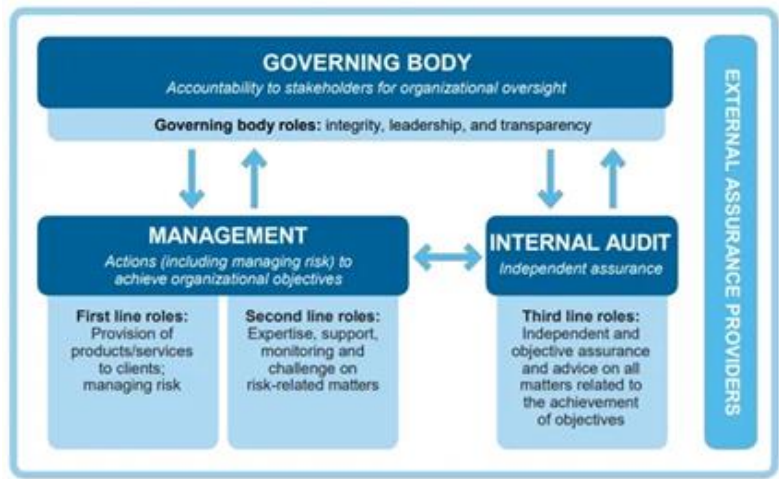 GOVERNING BODY
Accountability to stakeholders for organizational oversight
Governing body roles: integrity, leadership, and transparency
MANAGEMENT
Actions (including managing risk) to
achieve organizational objectives
First line roles:
Provision of
products/services
to clients;
managing risk
Second line roles:
Expertise, support,
monitoring and
challenge on
risk-related matters
INTERNAL AUDIT
Independent assurance
Third line roles:
Independent and
objective assurance
and advice on all
matters related to
the achievement
of objectives
EXTERNAL ASSURANCE PROVIDERS